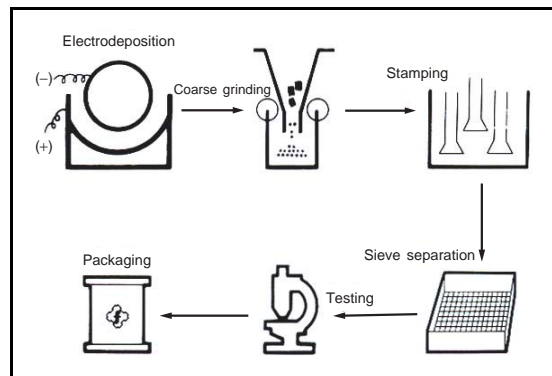 Electrodeposition
(–)
(+)
Coarse grinding
Stamping
Sieve separation
Testing
Packaging